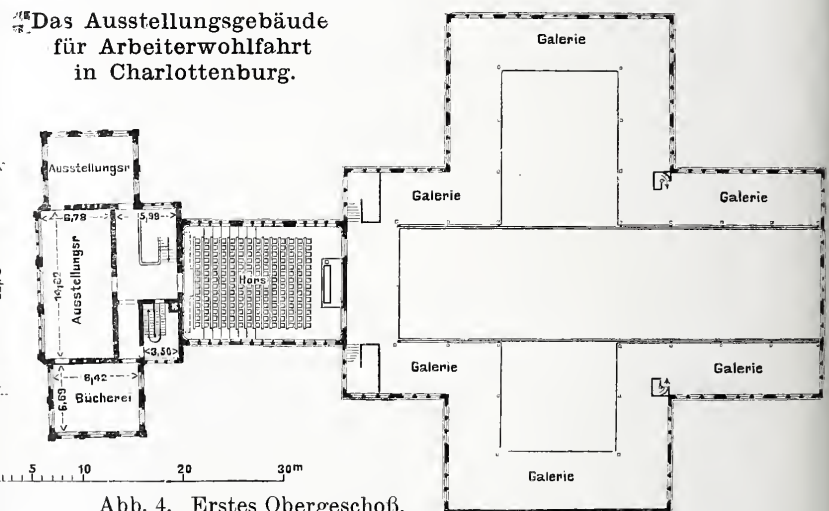 Das Ausstellungsgebäude
für Arbeiterwohlfahrt
in Charlottenburg.
Galerie
Ausstellungsr
Galerie
Galerie
6,78
5,99
Ausstellungsr
Hörs
3,50
Galerie
Galerie
8,42
6,69
Bücherei
Galerie
5 10 20 30m
Abb. 4. Erstes Obergeschoß.